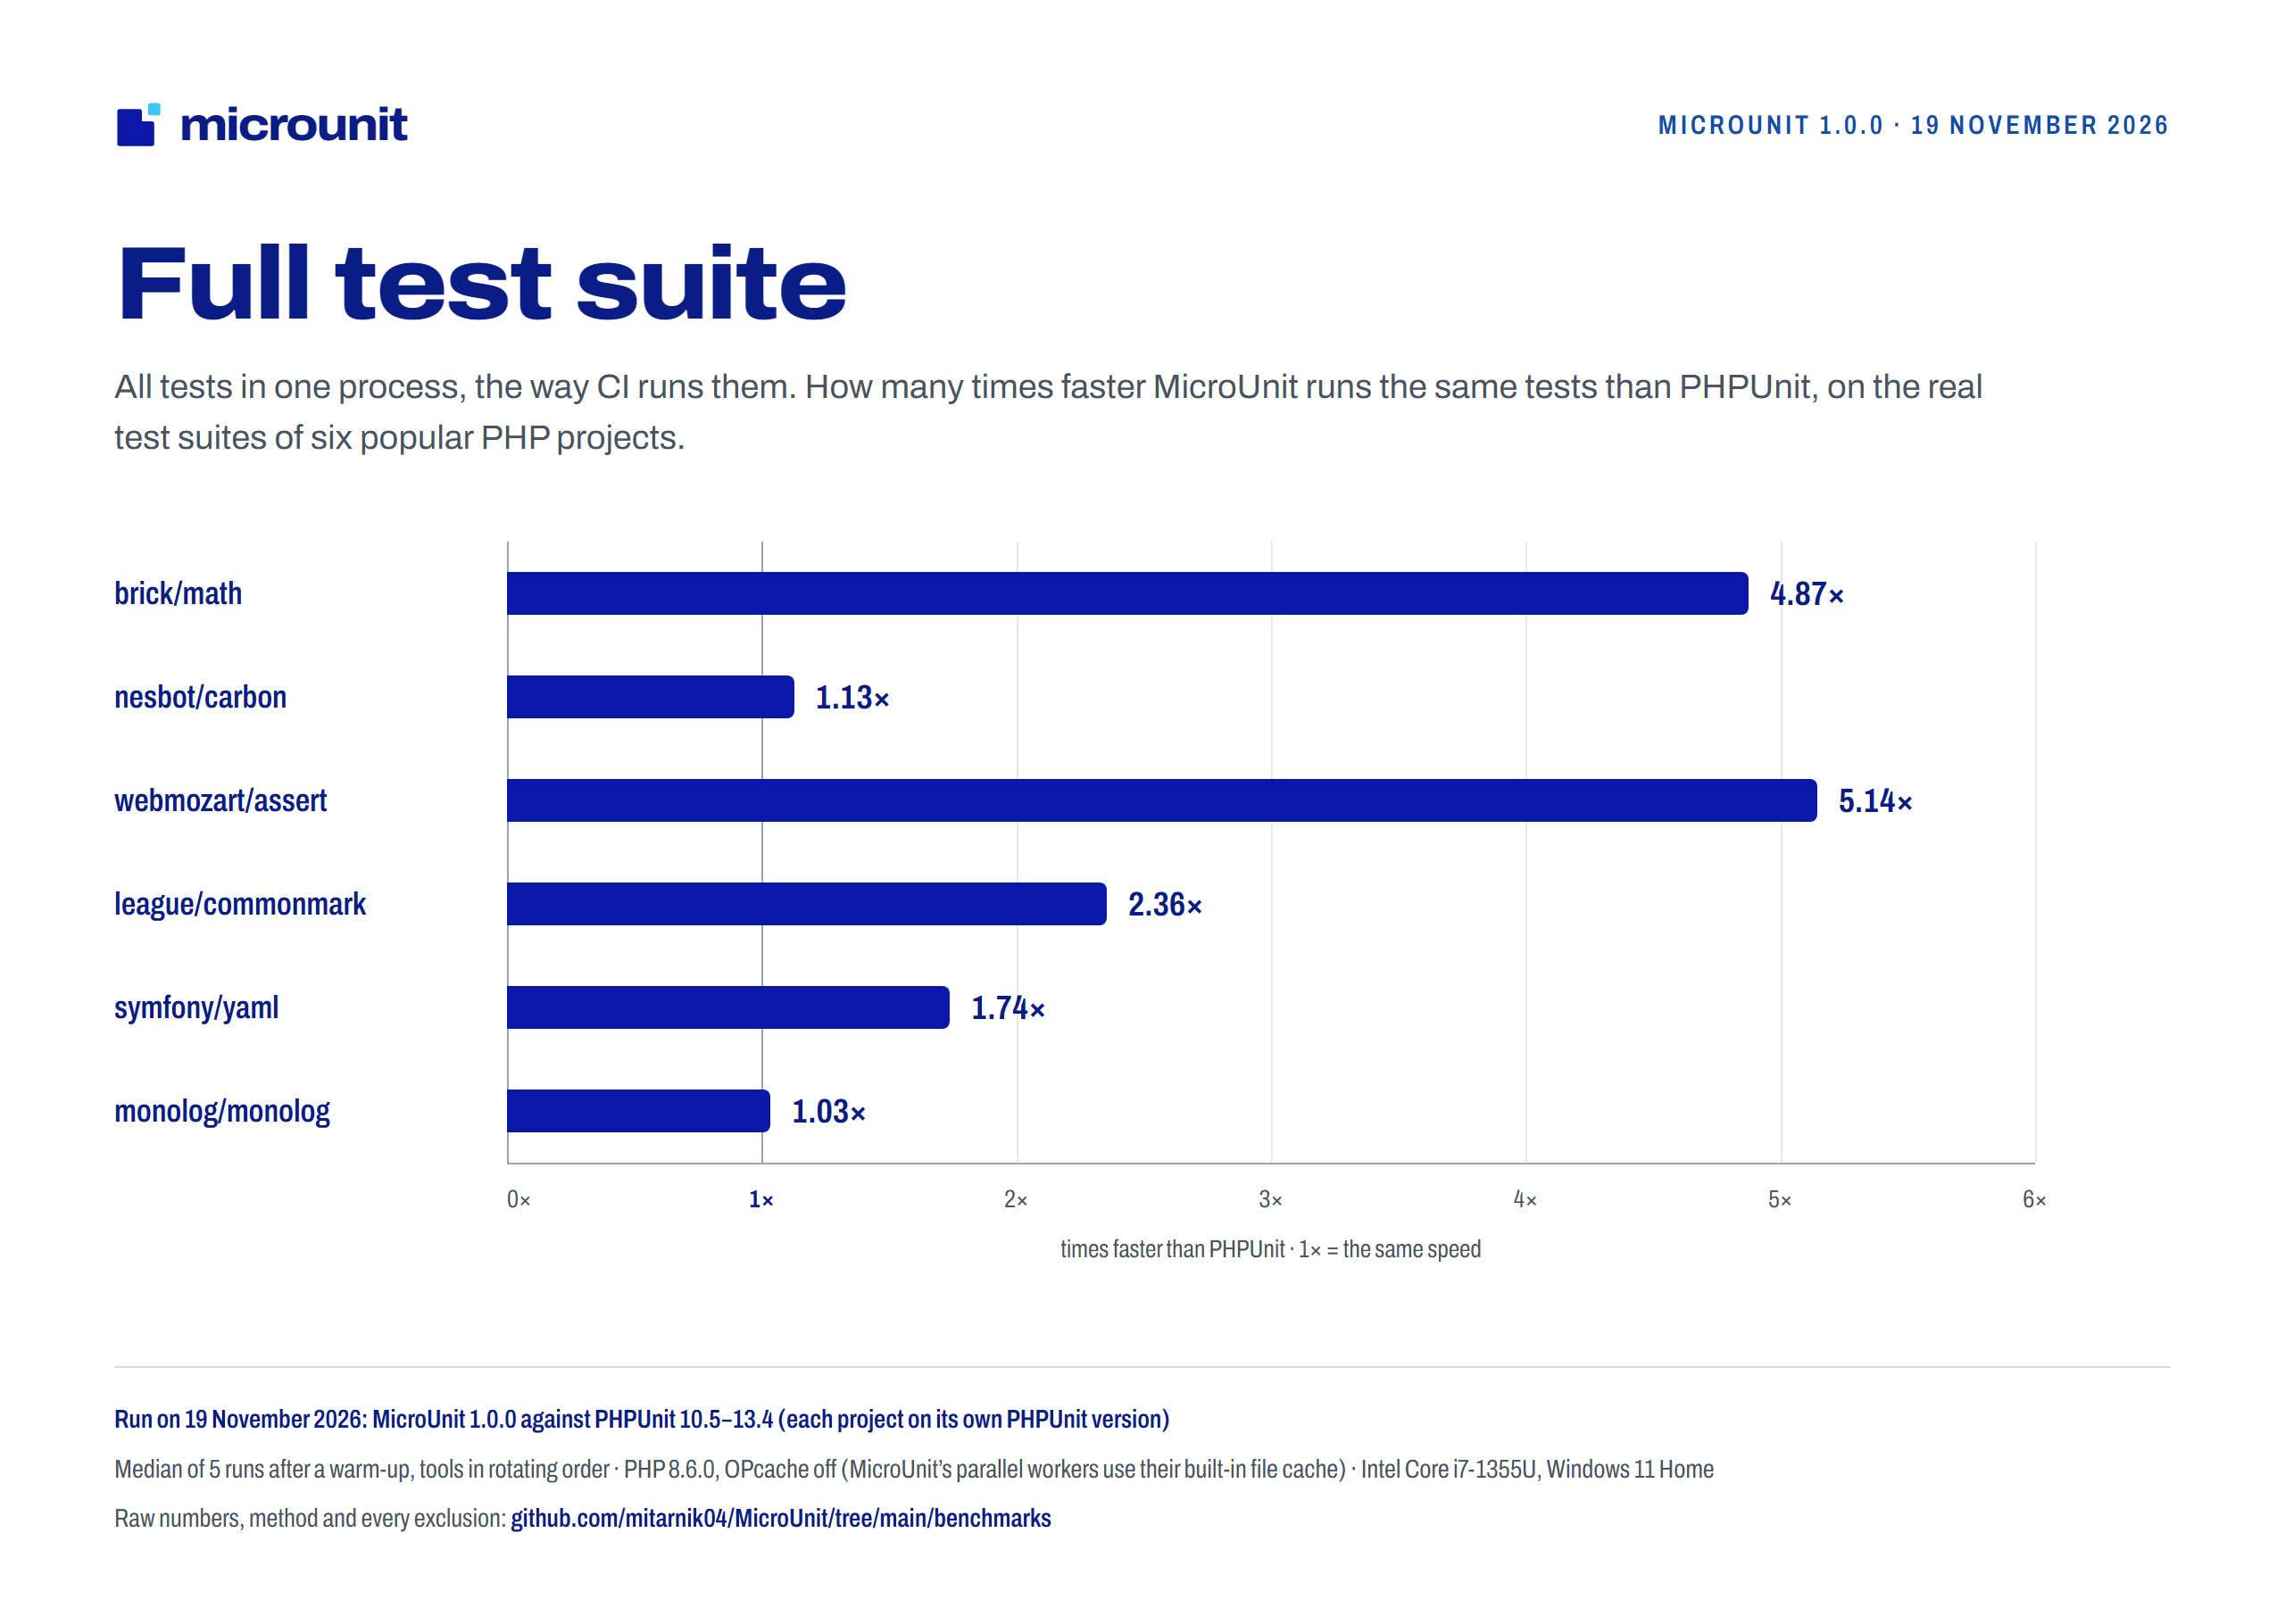 microunit
MICROUNIT 1.0.0 · 19 NOVEMBER 2026
Full test suite
All tests in one process, the way CI runs them. How many times faster MicroUnit runs the same tests than PHPUnit, on the real
test suites of six popular PHP projects.
brick/math 4.87×
nesbot/carbon 1.13×
webmozart/assert 5.14×
league/commonmark 2.36×
symfony/yaml 1.74×
monolog/monolog 1.03×
0× 1× 2× 3× 4× 5× 6×
times faster than PHPUnit · 1× = the same speed
Run on 19 November 2026: MicroUnit 1.0.0 against PHPUnit 10.5–13.4 (each project on its own PHPUnit version)
Median of 5 runs after a warm-up, tools in rotating order · PHP 8.6.0, OPcache off (MicroUnit’s parallel workers use their built-in file cache) · Intel Core i7-1355U, Windows 11 Home
Raw numbers, method and every exclusion: github.com/mitarnik04/MicroUnit/tree/main/benchmarks